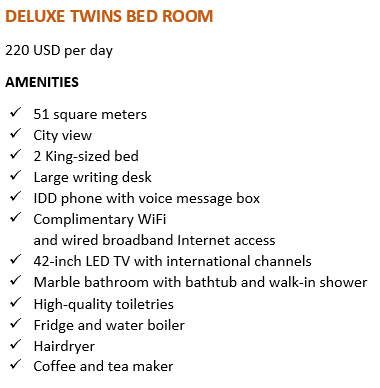 DELUXE TWINS BED ROOM
220 USD per day
AMENITIES
✓ 51 square meters
✓ City view
✓ 2 King-sized bed
✓ Large writing desk
✓ IDD phone with voice message box
✓ Complimentary WiFi
and wired broadband Internet access
✓ 42-inch LED TV with international channels
✓ Marble bathroom with bathtub and walk-in shower
✓ High-quality toiletries
✓ Fridge and water boiler
✓ Hairdryer
✓ Coffee and tea maker